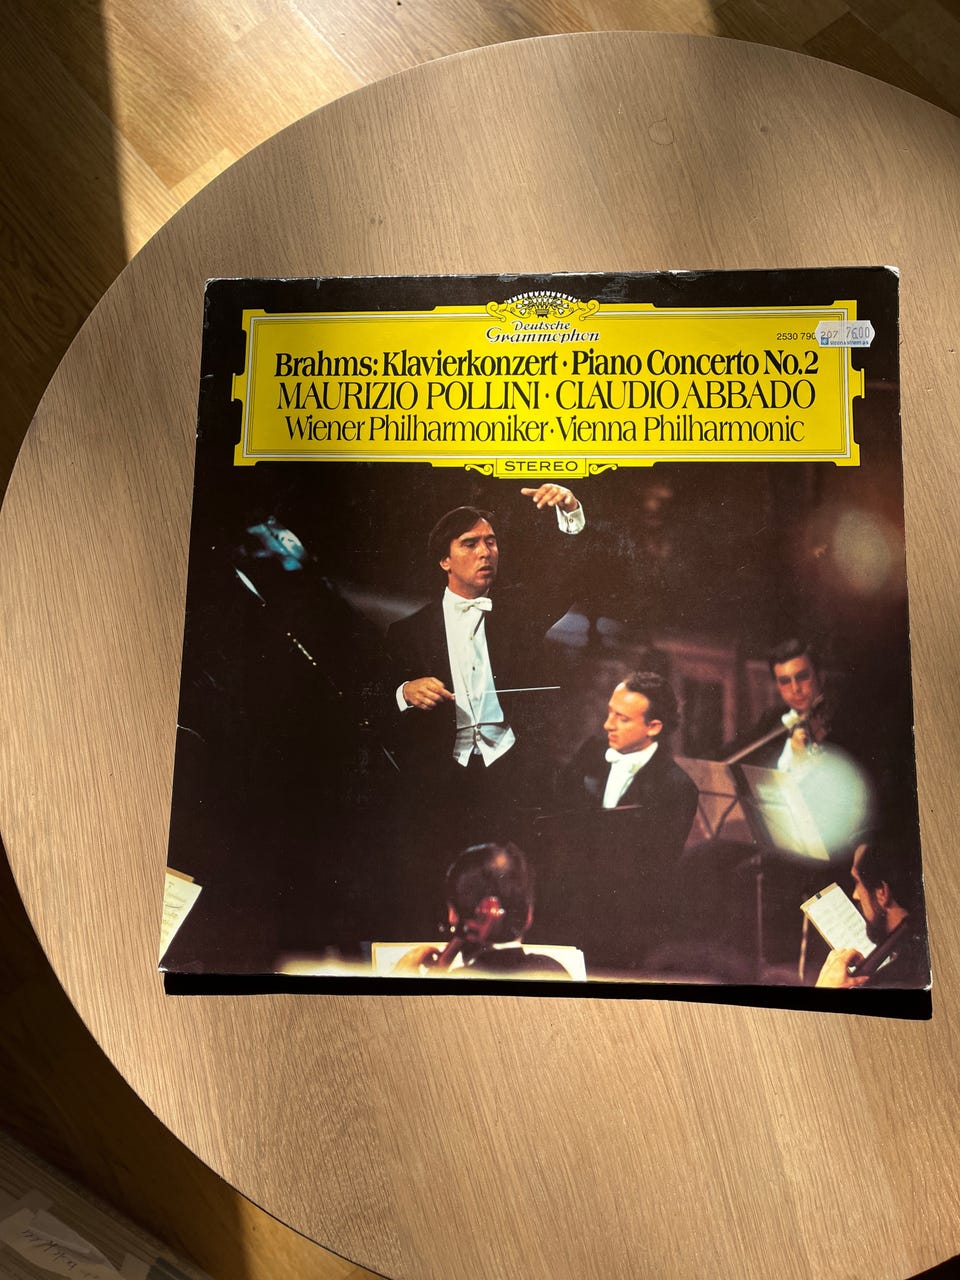 Deutsche
Grammophon
2530 790
207 7600
Brahms: Klavierkonzert · Piano Concerto No.2
MAURIZIO POLLINI · CLAUDIO ABBADO
Wiener Philharmoniker · Vienna Philharmonic
STEREO